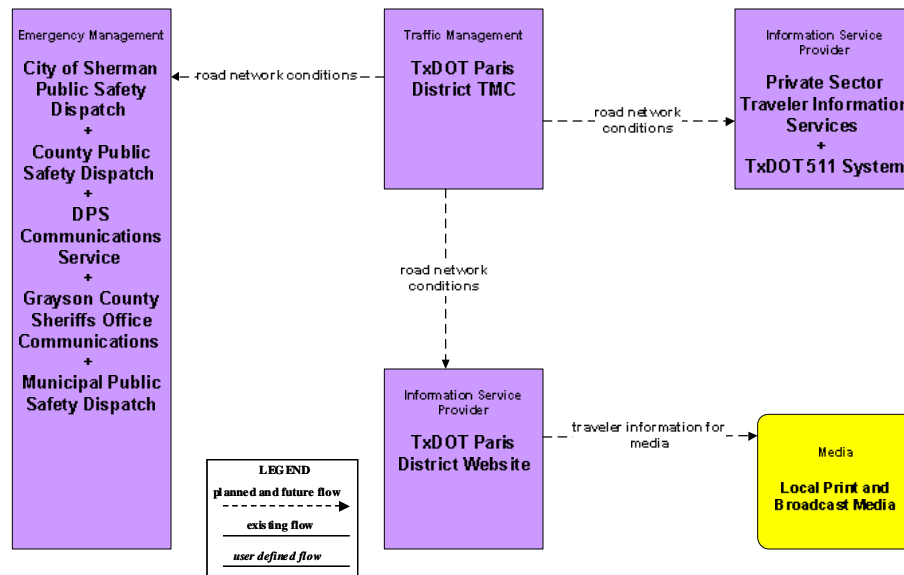 Emergency Management
City of Sherman
Public Safety
Dispatch
+
County Public
Safety Dispatch
+
DPS
Communications
Service
+
Grayson County
Sheriffs Office
Communications
+
Municipal Public
Safety Dispatch
road network conditions
Traffic Management
TxDOT Paris
District TMC
road network
conditions
Information Service
Provider
Private Sector
Traveler Information
Services
+
TxDOT 511 System
road network
conditions
Information Service
Provider
TxDOT Paris
District Website
traveler information for
media
Media
Local Print and
Broadcast Media
LEGEND
planned and future flow
existing flow
user defined flow